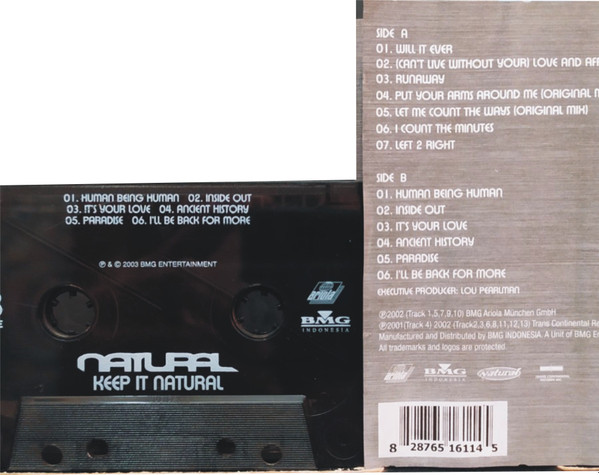 SIDE A
01. WILL IT EVER
02. (CAN'T LIVE WITHOUT YOUR) LOVE AND
03. RUNAWAY
04. PUT YOUR ARMS AROUND ME (ORIGINAL
05. LET ME COUNT THE WAYS (ORIGINAL MIX)
06. I COUNT THE MINUTES
07. LEFT 2 RIGHT
SIDE B
01. HUMAN BEING HUMAN
02. INSIDE OUT
03. IT'S YOUR LOVE
04. ANCIENT HISTORY
05. PARADISE
06. I'LL BE BACK FOR MORE
EXECUTIVE PRODUCER: LOU PEARLMAN
℗2002 (Track 1,5,7,9,10) BMG Ariola München GmbH
℗2001(Track 4) 2002 (Track2,3,6,8,11,12,13) Trans Continental
Manufactured and Distributed by BMG INDONESIA. A Unit of BMG
All trademarks and logos are protected.
BMG
INDONESIA
natural
8 28765 16114 5
01. HUMAN BEING HUMAN 02. INSIDE OUT
03. IT'S YOUR LOVE 04. ANCIENT HISTORY
05. PARADISE 06. I'LL BE BACK FOR MORE
℗ & © 2003 BMG ENTERTAINMENT
BMG
INDONESIA
NATURAL
KEEP IT NATURAL